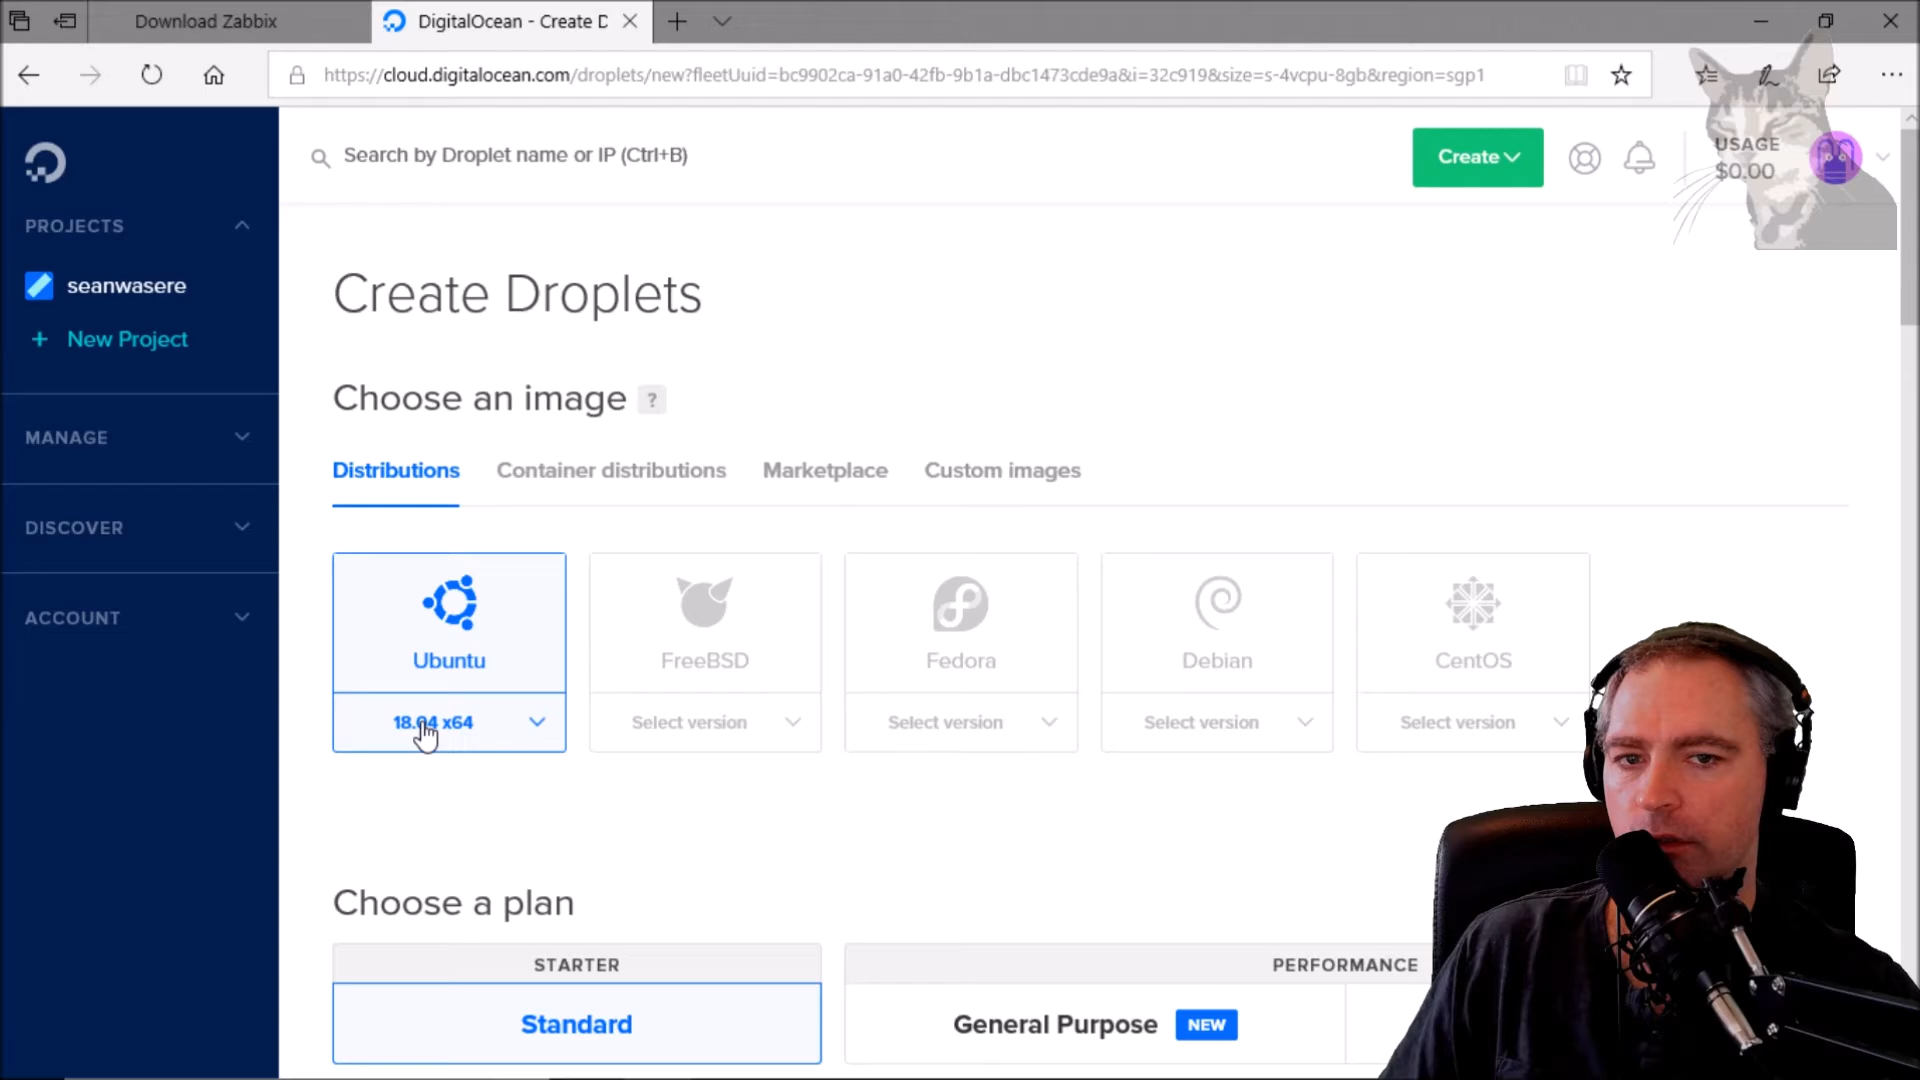 Download Zabbix
DigitalOcean - Create D
https://cloud.digitalocean.com/droplets/new?fleetUuid=bc9902ca-91a0-42fb-9b1a-dbc1473cde9a&i=32c919&size=s-4vcpu-8gb&region=sgp1
Search by Droplet name or IP (Ctrl+B)
Create
USAGE
$0.00
PROJECTS
seanwasere
+ New Project
MANAGE
DISCOVER
ACCOUNT
Create Droplets
Choose an image ?
Distributions Container distributions Marketplace Custom images
Ubuntu FreeBSD Fedora Debian CentOS
18.04 x64 Select version Select version Select version Select version
Choose a plan
STARTER PERFORMANCE
Standard General Purpose NEW